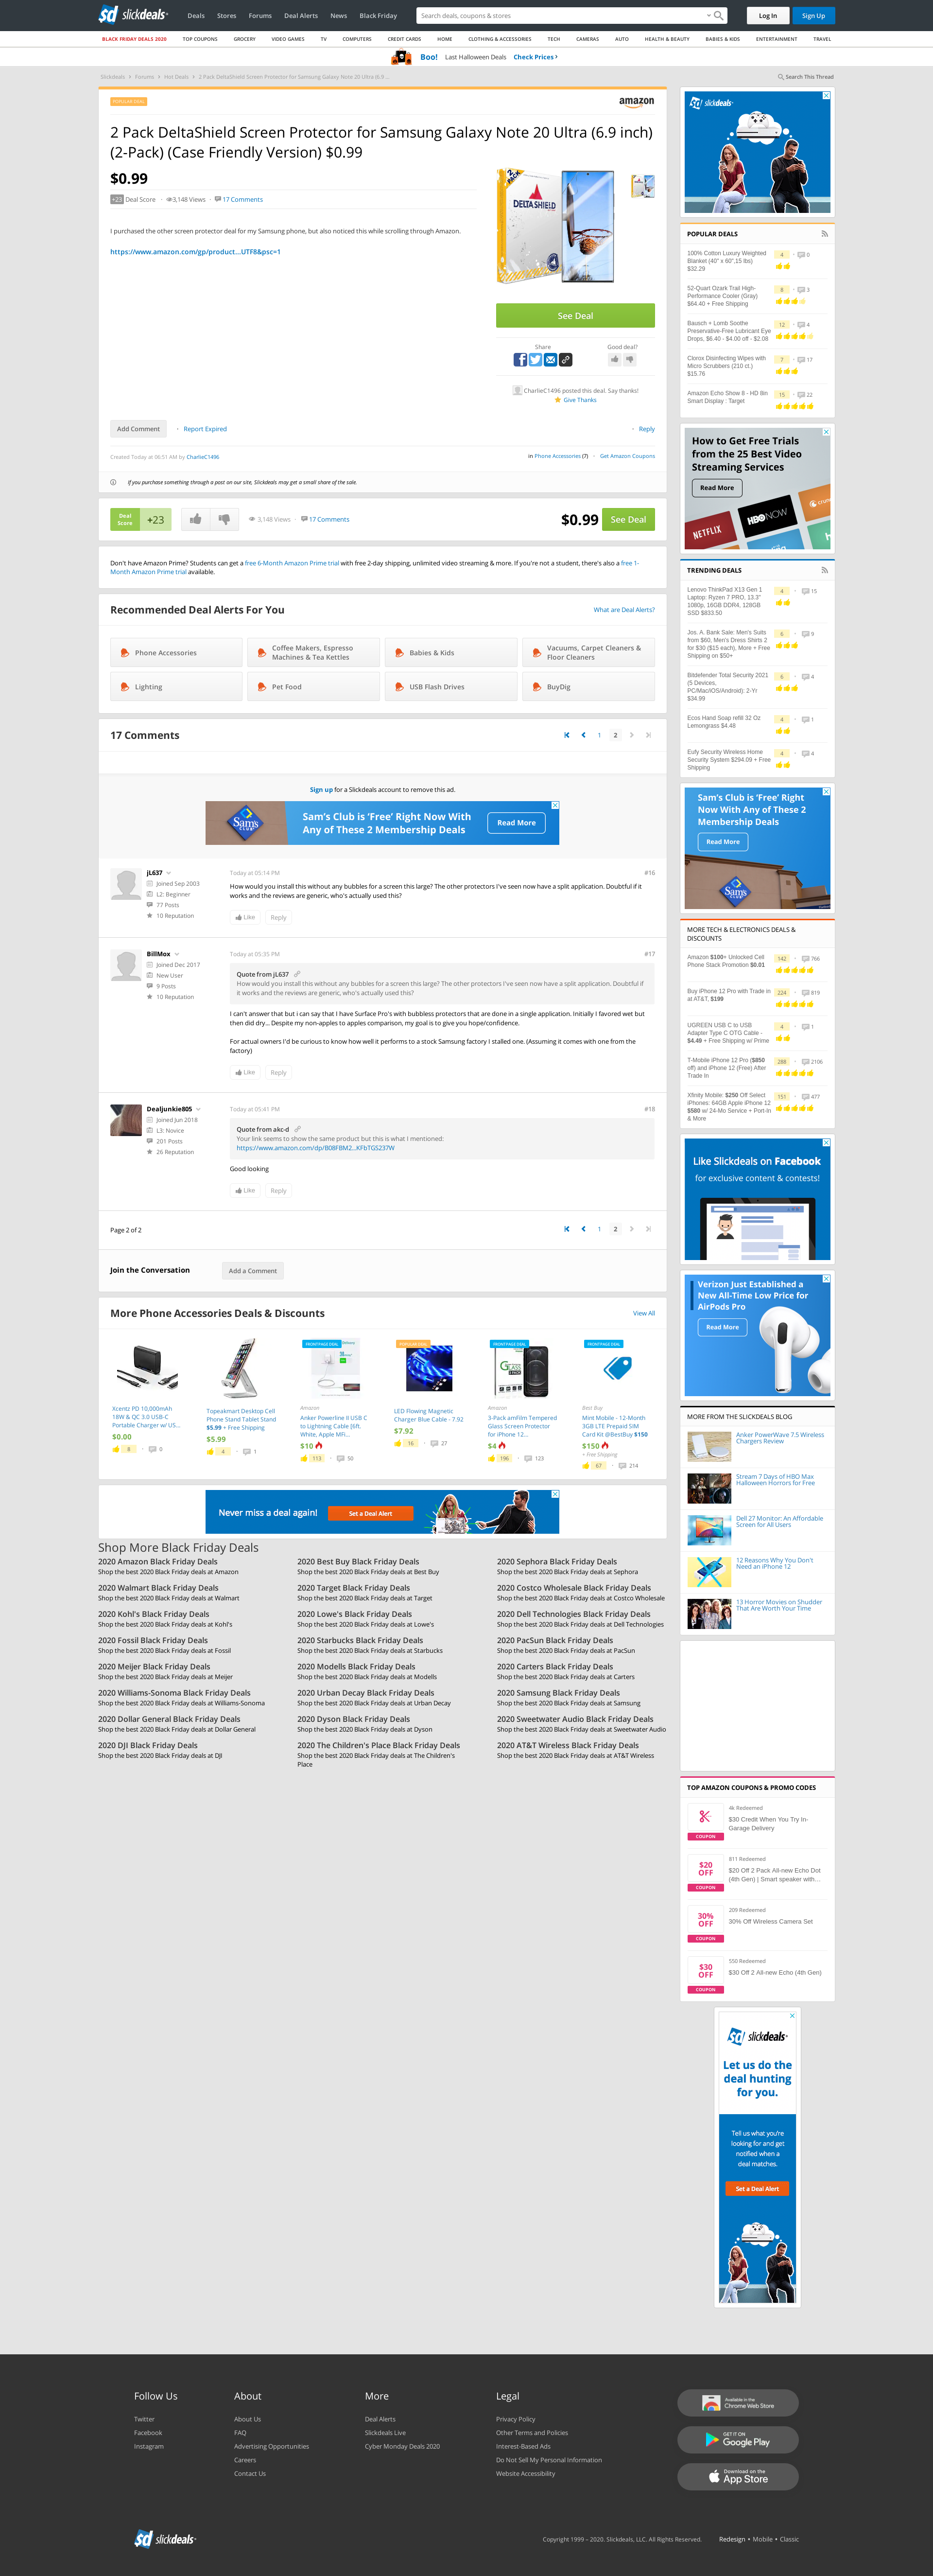 slickdeals
Deals
Stores
Forums
Deal Alerts
News
Black Friday
Search deals, coupons & stores
Log In
Sign Up
BLACK FRIDAY DEALS 2020
TOP COUPONS
GROCERY
VIDEO GAMES
TV
COMPUTERS
CREDIT CARDS
HOME
CLOTHING & ACCESSORIES
TECH
CAMERAS
AUTO
HEALTH & BEAUTY
BABIES & KIDS
ENTERTAINMENT
TRAVEL
Boo! Last Halloween Deals Check Prices ›
Slickdeals › Forums › Hot Deals › 2 Pack DeltaShield Screen Protector for Samsung Galaxy Note 20 Ultra (6.9 ...
Search This Thread
POPULAR DEAL
amazon
2 Pack DeltaShield Screen Protector for Samsung Galaxy Note 20 Ultra (6.9 inch)
(2-Pack) (Case Friendly Version) $0.99
$0.99
+23 Deal Score · 3,148 Views · 17 Comments
I purchased the other screen protector deal for my Samsung phone, but also noticed this while scrolling through Amazon.
https://www.amazon.com/gp/product...UTF8&psc=1
2 PACK
DELTASHIELD
See Deal
Share
Good deal?
CharlieC1496 posted this deal. Say thanks!
Give Thanks
Add Comment
Report Expired
Reply
Created Today at 06:51 AM by CharlieC1496
in Phone Accessories (7)
Get Amazon Coupons
If you purchase something through a post on our site, Slickdeals may get a small share of the sale.
Deal
Score
+23
3,148 Views · 17 Comments
$0.99
See Deal
Don't have Amazon Prime? Students can get a free 6-Month Amazon Prime trial with free 2-day shipping, unlimited video streaming & more. If you're not a student, there's also a free 1-
Month Amazon Prime trial available.
Recommended Deal Alerts For You
What are Deal Alerts?
Phone Accessories
Coffee Makers, Espresso
Machines & Tea Kettles
Babies & Kids
Vacuums, Carpet Cleaners &
Floor Cleaners
Lighting
Pet Food
USB Flash Drives
BuyDig
17 Comments
1 2
Sign up for a Slickdeals account to remove this ad.
Sam's Club
Sam's Club is 'Free' Right Now With
Any of These 2 Membership Deals
Read More
jL637
Joined Sep 2003
L2: Beginner
77 Posts
10 Reputation
Today at 05:14 PM
#16
How would you install this without any bubbles for a screen this large? The other protectors I've seen now have a split application. Doubtful if it
works and the reviews are generic, who's actually used this?
Like
Reply
BillMox
Joined Dec 2017
New User
9 Posts
10 Reputation
Today at 05:35 PM
#17
Quote from jL637
How would you install this without any bubbles for a screen this large? The other protectors I've seen now have a split application. Doubtful
if it works and the reviews are generic, who's actually used this?
I can't answer that but i can say that I have Surface Pro's with bubbless protectors that are done in a single application. Initially I favored wet but
then did dry... Despite my non-apples to apples comparison, my goal is to give you hope/confidence.
For actual owners I'd be curious to know how well it performs to a stock Samsung factory I stalled one. (Assuming it comes with one from the
factory)
Like
Reply
Dealjunkie805
Joined Jun 2018
L3: Novice
201 Posts
26 Reputation
Today at 05:41 PM
#18
Quote from akc-d
Your link seems to show the same product but this is what I mentioned:
https://www.amazon.com/dp/B08FBM2...KFbTGS237W
Good looking
Like
Reply
Page 2 of 2
1 2
Join the Conversation
Add a Comment
More Phone Accessories Deals & Discounts
View All
Xcentz PD 10,000mAh
18W & QC 3.0 USB-C
Portable Charger w/ US...
$0.00
8 · 0
Topeakmart Desktop Cell
Phone Stand Tablet Stand
$5.99 + Free Shipping
$5.99
4 · 1
FRONTPAGE DEAL
Amazon
Anker Powerline II USB C
to Lightning Cable [6ft,
White, Apple MFi...
$10
113 · 50
POPULAR DEAL
LED Flowing Magnetic
Charger Blue Cable - 7.92
$7.92
16 · 27
FRONTPAGE DEAL
Amazon
3-Pack amFilm Tempered
Glass Screen Protector
for iPhone 12...
$4
196 · 123
FRONTPAGE DEAL
Best Buy
Mint Mobile - 12-Month
3GB LTE Prepaid SIM
Card Kit @BestBuy $150
$150
+ Free Shipping
67 · 214
Never miss a deal again!
Set a Deal Alert
Shop More Black Friday Deals
2020 Amazon Black Friday Deals
Shop the best 2020 Black Friday deals at Amazon
2020 Best Buy Black Friday Deals
Shop the best 2020 Black Friday deals at Best Buy
2020 Sephora Black Friday Deals
Shop the best 2020 Black Friday deals at Sephora
2020 Walmart Black Friday Deals
Shop the best 2020 Black Friday deals at Walmart
2020 Target Black Friday Deals
Shop the best 2020 Black Friday deals at Target
2020 Costco Wholesale Black Friday Deals
Shop the best 2020 Black Friday deals at Costco Wholesale
2020 Kohl's Black Friday Deals
Shop the best 2020 Black Friday deals at Kohl's
2020 Lowe's Black Friday Deals
Shop the best 2020 Black Friday deals at Lowe's
2020 Dell Technologies Black Friday Deals
Shop the best 2020 Black Friday deals at Dell Technologies
2020 Fossil Black Friday Deals
Shop the best 2020 Black Friday deals at Fossil
2020 Starbucks Black Friday Deals
Shop the best 2020 Black Friday deals at Starbucks
2020 PacSun Black Friday Deals
Shop the best 2020 Black Friday deals at PacSun
2020 Meijer Black Friday Deals
Shop the best 2020 Black Friday deals at Meijer
2020 Modells Black Friday Deals
Shop the best 2020 Black Friday deals at Modells
2020 Carters Black Friday Deals
Shop the best 2020 Black Friday deals at Carters
2020 Williams-Sonoma Black Friday Deals
Shop the best 2020 Black Friday deals at Williams-Sonoma
2020 Urban Decay Black Friday Deals
Shop the best 2020 Black Friday deals at Urban Decay
2020 Samsung Black Friday Deals
Shop the best 2020 Black Friday deals at Samsung
2020 Dollar General Black Friday Deals
Shop the best 2020 Black Friday deals at Dollar General
2020 Dyson Black Friday Deals
Shop the best 2020 Black Friday deals at Dyson
2020 Sweetwater Audio Black Friday Deals
Shop the best 2020 Black Friday deals at Sweetwater Audio
2020 DJI Black Friday Deals
Shop the best 2020 Black Friday deals at DJI
2020 The Children's Place Black Friday Deals
Shop the best 2020 Black Friday deals at The Children's
Place
2020 AT&T Wireless Black Friday Deals
Shop the best 2020 Black Friday deals at AT&T Wireless
slickdeals
POPULAR DEALS
100% Cotton Luxury Weighted
Blanket (40" x 60",15 lbs)
$32.29
4 · 0
52-Quart Ozark Trail High-
Performance Cooler (Gray)
$64.40 + Free Shipping
8 · 3
Bausch + Lomb Soothe
Preservative-Free Lubricant Eye
Drops, $6.40 - $4.00 off - $2.08
12 · 4
Clorox Disinfecting Wipes with
Micro Scrubbers (210 ct.)
$15.76
7 · 17
Amazon Echo Show 8 - HD 8in
Smart Display : Target
15 · 22
How to Get Free Trials
from the 25 Best Video
Streaming Services
Read More
NETFLIX
HBO NOW
TRENDING DEALS
Lenovo ThinkPad X13 Gen 1
Laptop: Ryzen 7 PRO, 13.3"
1080p, 16GB DDR4, 128GB
SSD $833.50
4 · 15
Jos. A. Bank Sale: Men's Suits
from $60, Men's Dress Shirts 2
for $30 ($15 each), More + Free
Shipping on $50+
6 · 9
Bitdefender Total Security 2021
(5 Devices,
PC/Mac/iOS/Android): 2-Yr
$34.99
6 · 4
Ecos Hand Soap refill 32 Oz
Lemongrass $4.48
4 · 1
Eufy Security Wireless Home
Security System $294.09 + Free
Shipping
4 · 4
Sam's Club is 'Free' Right
Now With Any of These 2
Membership Deals
Read More
Sam's
MORE TECH & ELECTRONICS DEALS &
DISCOUNTS
Amazon $100+ Unlocked Cell
Phone Stack Promotion $0.01
142 · 766
Buy iPhone 12 Pro with Trade in
at AT&T, $199
224 · 819
UGREEN USB C to USB
Adapter Type C OTG Cable -
$4.49 + Free Shipping w/ Prime
4 · 1
T-Mobile iPhone 12 Pro ($850
off) and iPhone 12 (Free) After
Trade In
288 · 2106
Xfinity Mobile: $250 Off Select
iPhones: 64GB Apple iPhone 12
$580 w/ 24-Mo Service + Port-In
& More
151 · 477
Like Slickdeals on Facebook
for exclusive content & contests!
Verizon Just Established a
New All-Time Low Price for
AirPods Pro
Read More
MORE FROM THE SLICKDEALS BLOG
Anker PowerWave 7.5 Wireless
Chargers Review
Stream 7 Days of HBO Max
Halloween Horrors for Free
Dell 27 Monitor: An Affordable
Screen for All Users
12 Reasons Why You Don't
Need an iPhone 12
13 Horror Movies on Shudder
That Are Worth Your Time
TOP AMAZON COUPONS & PROMO CODES
COUPON
4k Redeemed
$30 Credit When You Try In-
Garage Delivery
$20
OFF
COUPON
811 Redeemed
$20 Off 2 Pack All-new Echo Dot
(4th Gen) | Smart speaker with...
30%
OFF
COUPON
209 Redeemed
30% Off Wireless Camera Set
$30
OFF
COUPON
550 Redeemed
$30 Off 2 All-new Echo (4th Gen)
slickdeals
Let us do the
deal hunting
for you.
Tell us what you're
looking for and get
notified when a
deal matches.
Set a Deal Alert
Follow Us
Twitter
Facebook
Instagram
About
About Us
FAQ
Advertising Opportunities
Careers
Contact Us
More
Deal Alerts
Slickdeals Live
Cyber Monday Deals 2020
Legal
Privacy Policy
Other Terms and Policies
Interest-Based Ads
Do Not Sell My Personal Information
Website Accessibility
Available in the
Chrome Web Store
GET IT ON
Google Play
Download on the
App Store
slickdeals
Copyright 1999 – 2020. Slickdeals, LLC. All Rights Reserved.
Redesign • Mobile • Classic